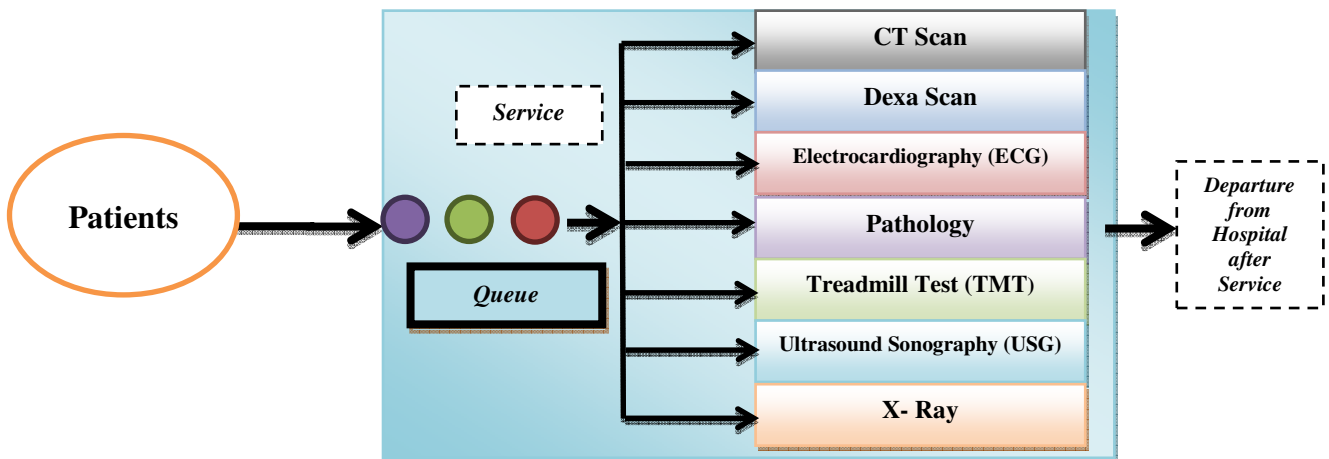 Patients
Service
Queue
CT Scan
Dexa Scan
Electrocardiography (ECG)
Pathology
Treadmill Test (TMT)
Ultrasound Sonography (USG)
X- Ray
Departure
from
Hospital
after
Service